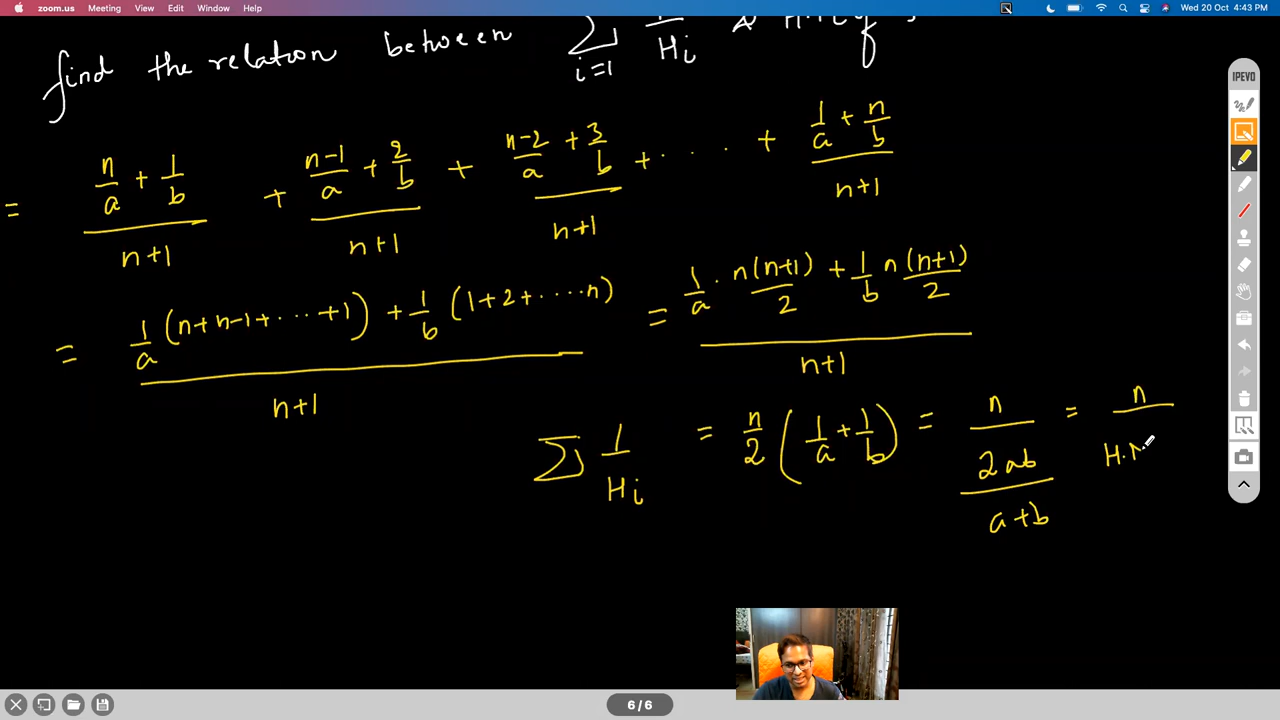 zoom.us Meeting View Edit Window Help Wed 20 Oct 4:43 PM
find the relation between ∑ i=1 Hi
= (n/a + 1/b)/(n+1) + ((n-1)/a + 2/b)/(n+1) + ((n-2)/a + 3/b)/(n+1) + . . . . + (1/a + n/b)/(n+1)
= (1/a (n+n-1+...+1) + 1/b (1+2+.....n))/(n+1) = (1/a . n(n+1)/2 + 1/b n(n+1)/2)/(n+1)
∑ 1/Hi = n/2 (1/a + 1/b) = n/(2ab/(a+b)) = n/H.M
IPEVO
6/6